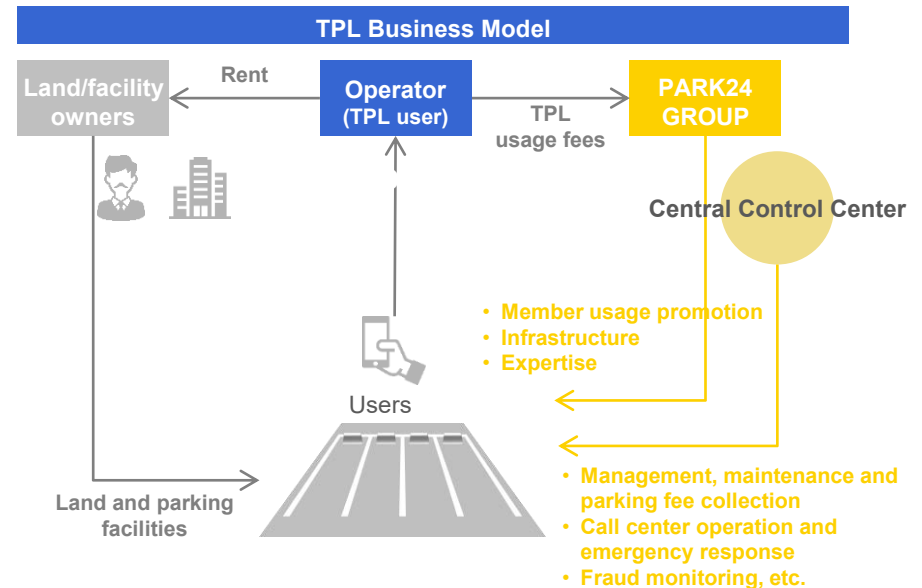 TPL Business Model
Land/facility
owners
Rent
Operator
(TPL user)
TPL
usage fees
PARK24
GROUP
Central Control Center
• Member usage promotion
• Infrastructure
• Expertise
Users
Land and parking
facilities
• Management, maintenance and
parking fee collection
• Call center operation and
emergency response
• Fraud monitoring, etc.